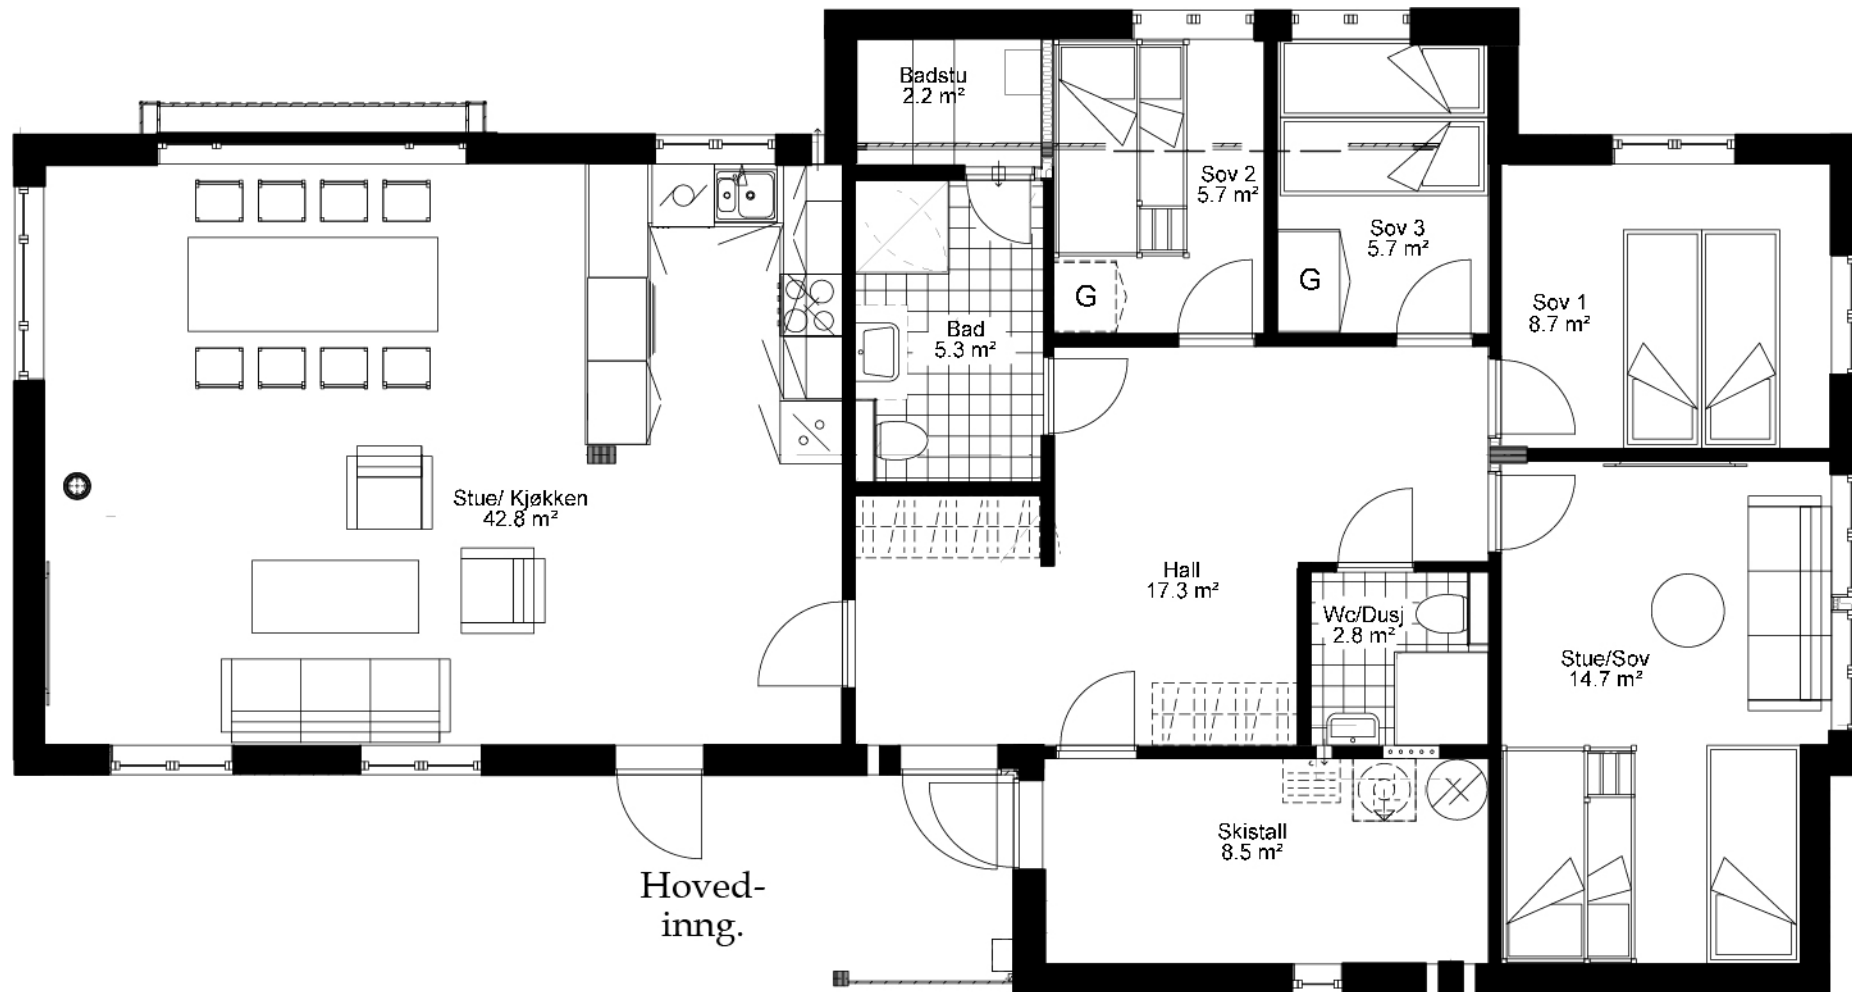 Badstu
2.2 m²
Sov 2
5.7 m²
Sov 3
5.7 m²
G
G
Sov 1
8.7 m²
Bad
5.3 m²
Stue/ Kjøkken
42.8 m²
Hall
17.3 m²
Wc/Dusj
2.8 m²
Stue/Sov
14.7 m²
Skistall
8.5 m²
Hoved-
inng.